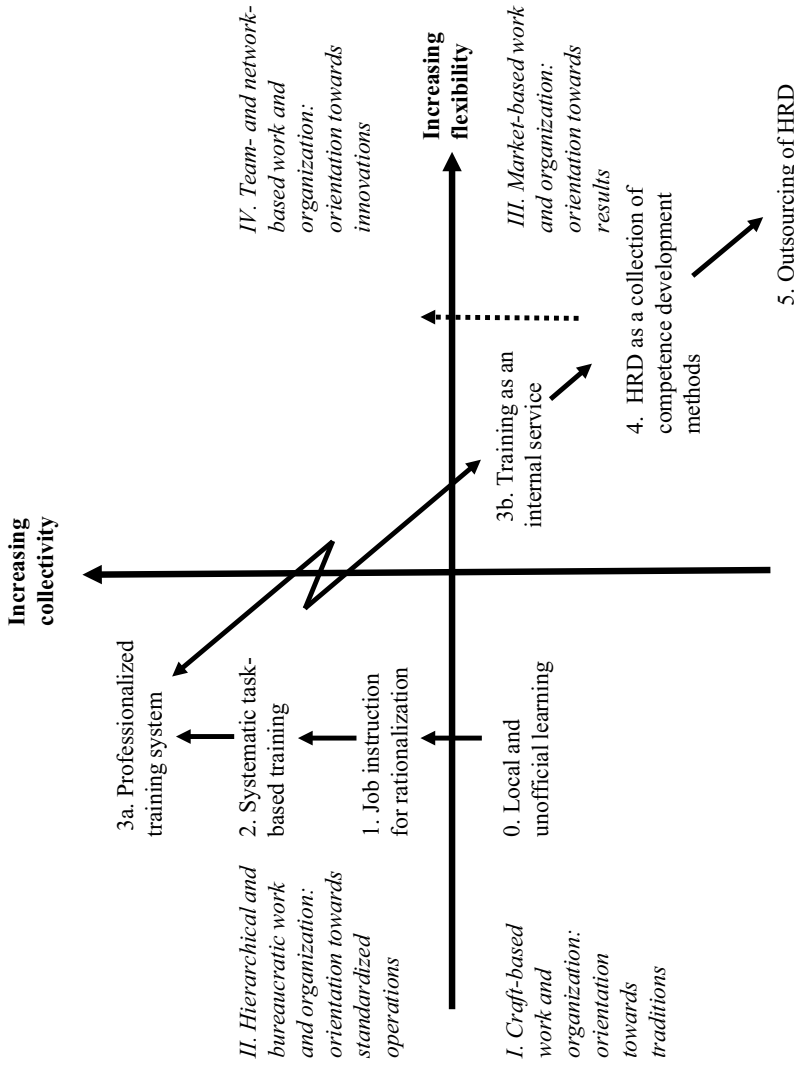 Increasing
collectivity
3a. Professionalized
training system
2. Systematic task-
based training
1. Job instruction
for rationalization
0. Local and
unofficial learning
II. Hierarchical and
bureaucratic work
and organization:
orientation towards
standardized
operations
I. Craft-based
work and
organization:
orientation
towards
traditions
IV. Team- and network-
based work and
organization:
orientation towards
innovations
Increasing
flexibility
III. Market-based work
and organization:
orientation towards
results
3b. Training as an
internal service
4. HRD as a collection of
competence development
methods
5. Outsourcing of HRD